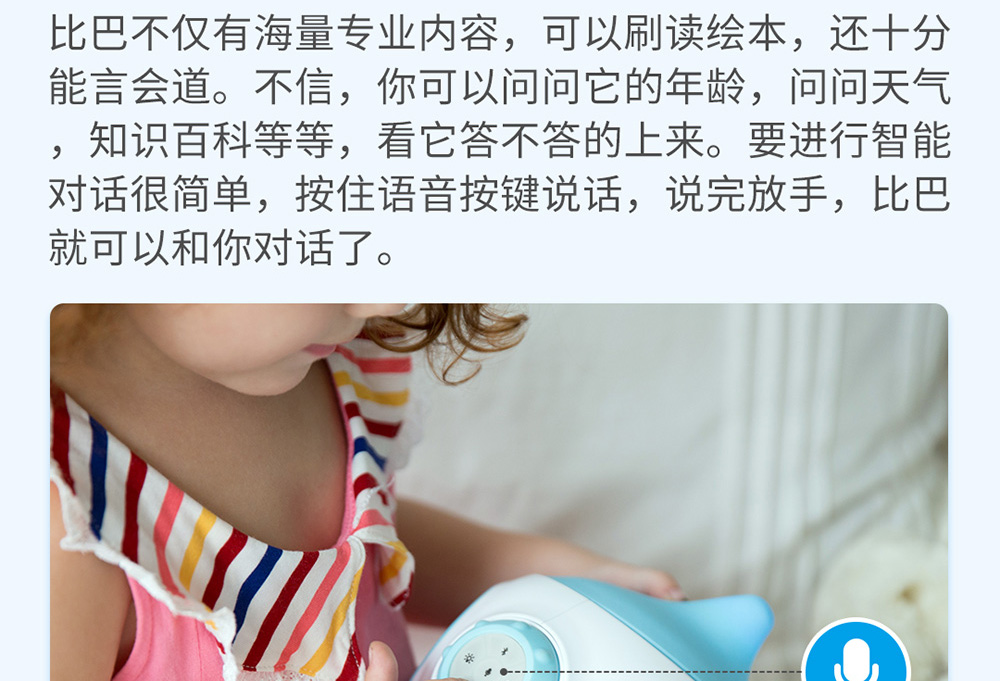 比巴不仅有海量专业内容，可以刷读绘本，还十分
能言会道。不信，你可以问问它的年龄，问问天气
，知识百科等等，看它答不答的上来。要进行智能
对话很简单，按住语音按键说话，说完放手，比巴
就可以和你对话了。